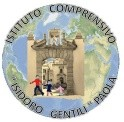 ISTITUTO COMPRENSIVO
"ISIDORO GENTILI" PAOLA